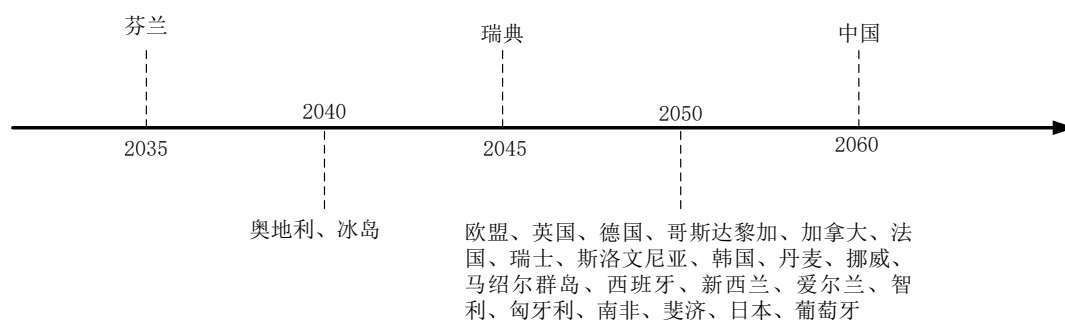 芬兰
瑞典
中国
2040
2050
2035
2045
2060
奥地利、冰岛
欧盟、英国、德国、哥斯达黎加、加拿大、法
国、瑞士、斯洛文尼亚、韩国、丹麦、挪威、
马绍尔群岛、西班牙、新西兰、爱尔兰、智
利、匈牙利、南非、斐济、日本、葡萄牙